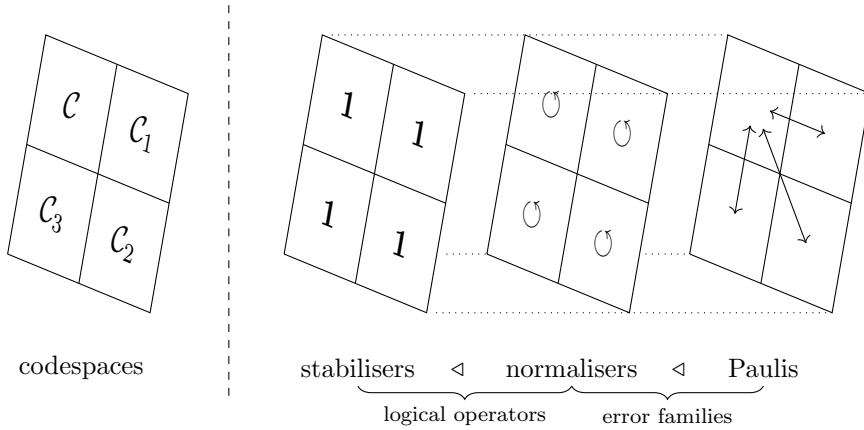 𝒞 𝒞₁
𝒞₃ 𝒞₂
1 1
1 1
codespaces
stabilisers ◁ normalisers ◁ Paulis
logical operators error families